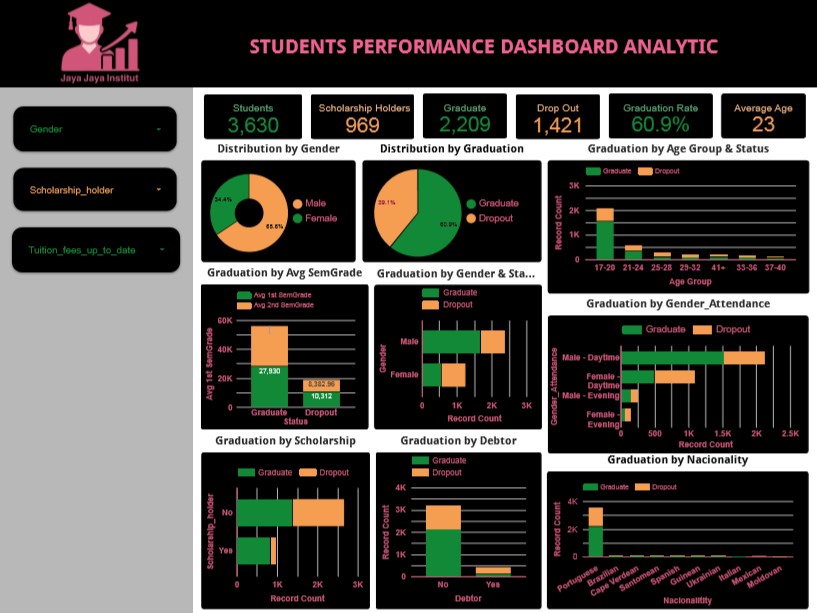 Jaya Jaya Institut
STUDENTS PERFORMANCE DASHBOARD ANALYTIC
Gender
Scholarship_holder
Tuition_fees_up_to_date
Students
3,630
Scholarship Holders
969
Graduate
2,209
Drop Out
1,421
Graduation Rate
60.9%
Average Age
23
Distribution by Gender
34.4%
65.6%
Male
Female
Distribution by Graduation
39.1%
60.9%
Graduate
Dropout
Graduation by Age Group & Status
Graduate
Dropout
Record Count
3K
2K
1K
0
17-20
21-24
25-28
29-32
41+
33-36
37-40
Age Group
Graduation by Avg SemGrade
Avg 1st SemGrade
Avg 2nd SemGrade
Avg 1st SemGrade
60K
40K
20K
0
27,930
8,382.96
10,312
Graduate
Dropout
Status
Graduation by Gender & Sta...
Graduate
Dropout
Gender
Male
Female
0
1K
2K
3K
Record Count
Graduation by Gender_Attendance
Graduate
Dropout
Gender_Attendance
Male - Daytime
Female -
Daytime
Male - Evening
Female -
Evening
0
500
1K
1.5K
2K
2.5K
Record Count
Graduation by Scholarship
Graduate
Dropout
Scholarship_holder
No
Yes
0
1K
2K
3K
Record Count
Graduation by Debtor
Graduate
Dropout
Record Count
4K
3K
2K
1K
0
No
Yes
Debtor
Graduation by Nacionality
Graduate
Dropout
Record Count
4K
2K
0
Portuguese
Brazilian
Cape Verdean
Santomean
Spanish
Guinean
Ukrainian
Italian
Mexican
Moldovan
Nacionalitity